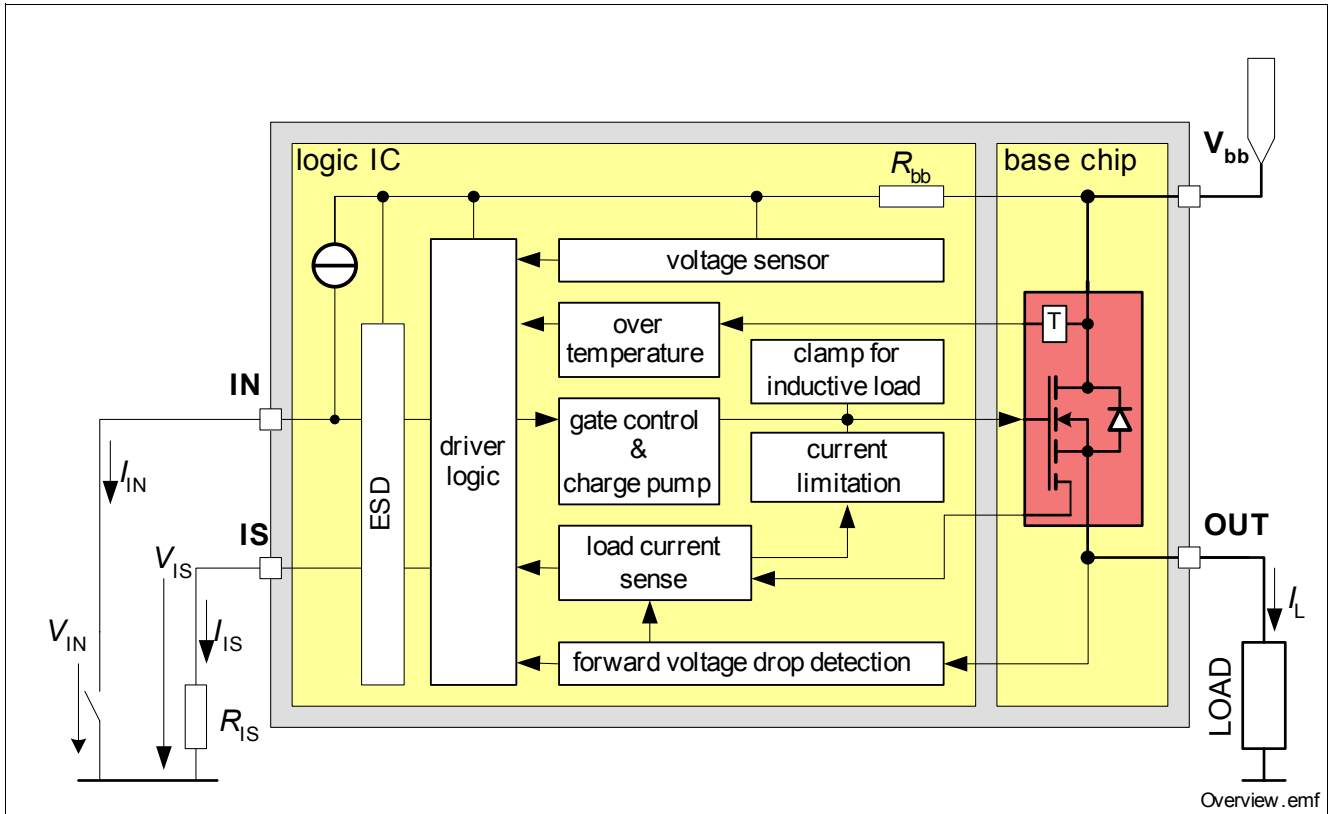 logic IC
R_bb
base chip
V_bb
voltage sensor
over
temperature
T
clamp for
inductive load
IN
gate control
&
charge pump
driver
logic
current
limitation
I_IN
ESD
IS
OUT
load current
sense
V_IS
I_L
V_IN
I_IS
forward voltage drop detection
R_IS
LOAD
Overview.emf